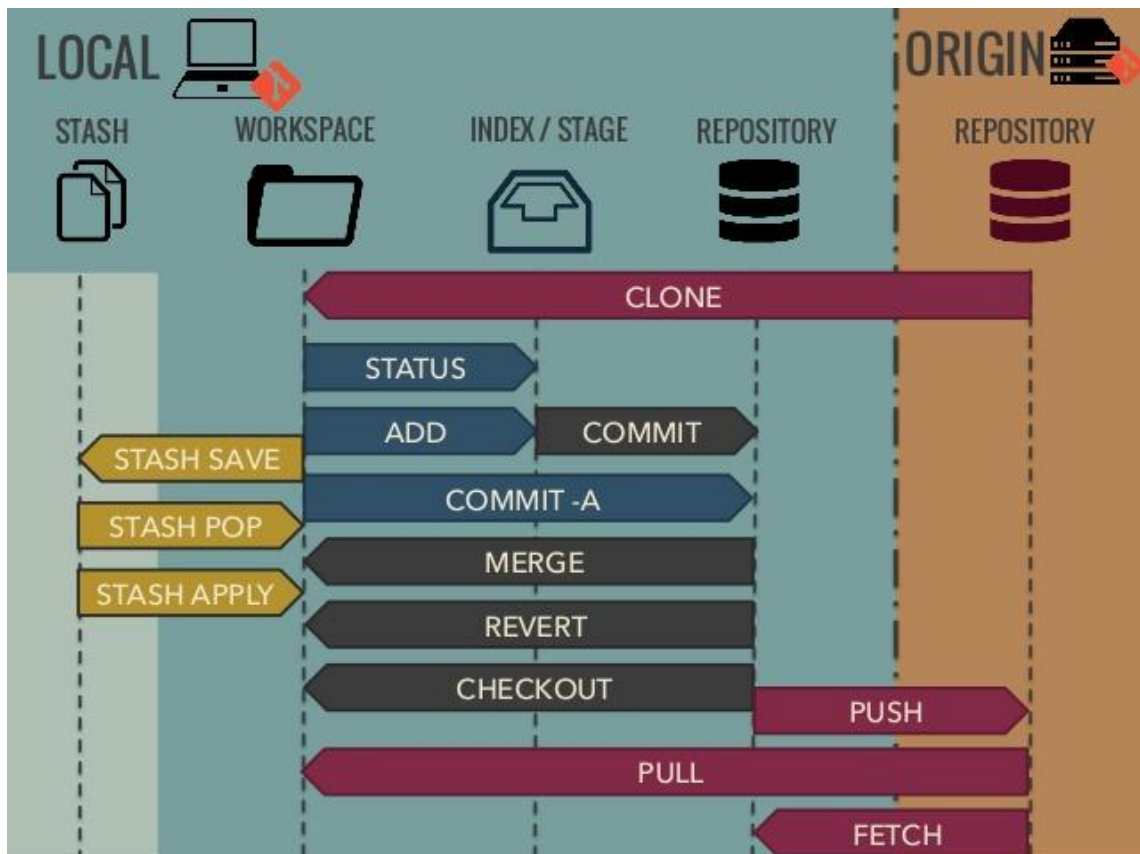 LOCAL
ORIGIN
STASH
WORKSPACE
INDEX / STAGE
REPOSITORY
REPOSITORY
CLONE
STATUS
ADD
COMMIT
STASH SAVE
COMMIT -A
STASH POP
MERGE
STASH APPLY
REVERT
CHECKOUT
PUSH
PULL
FETCH